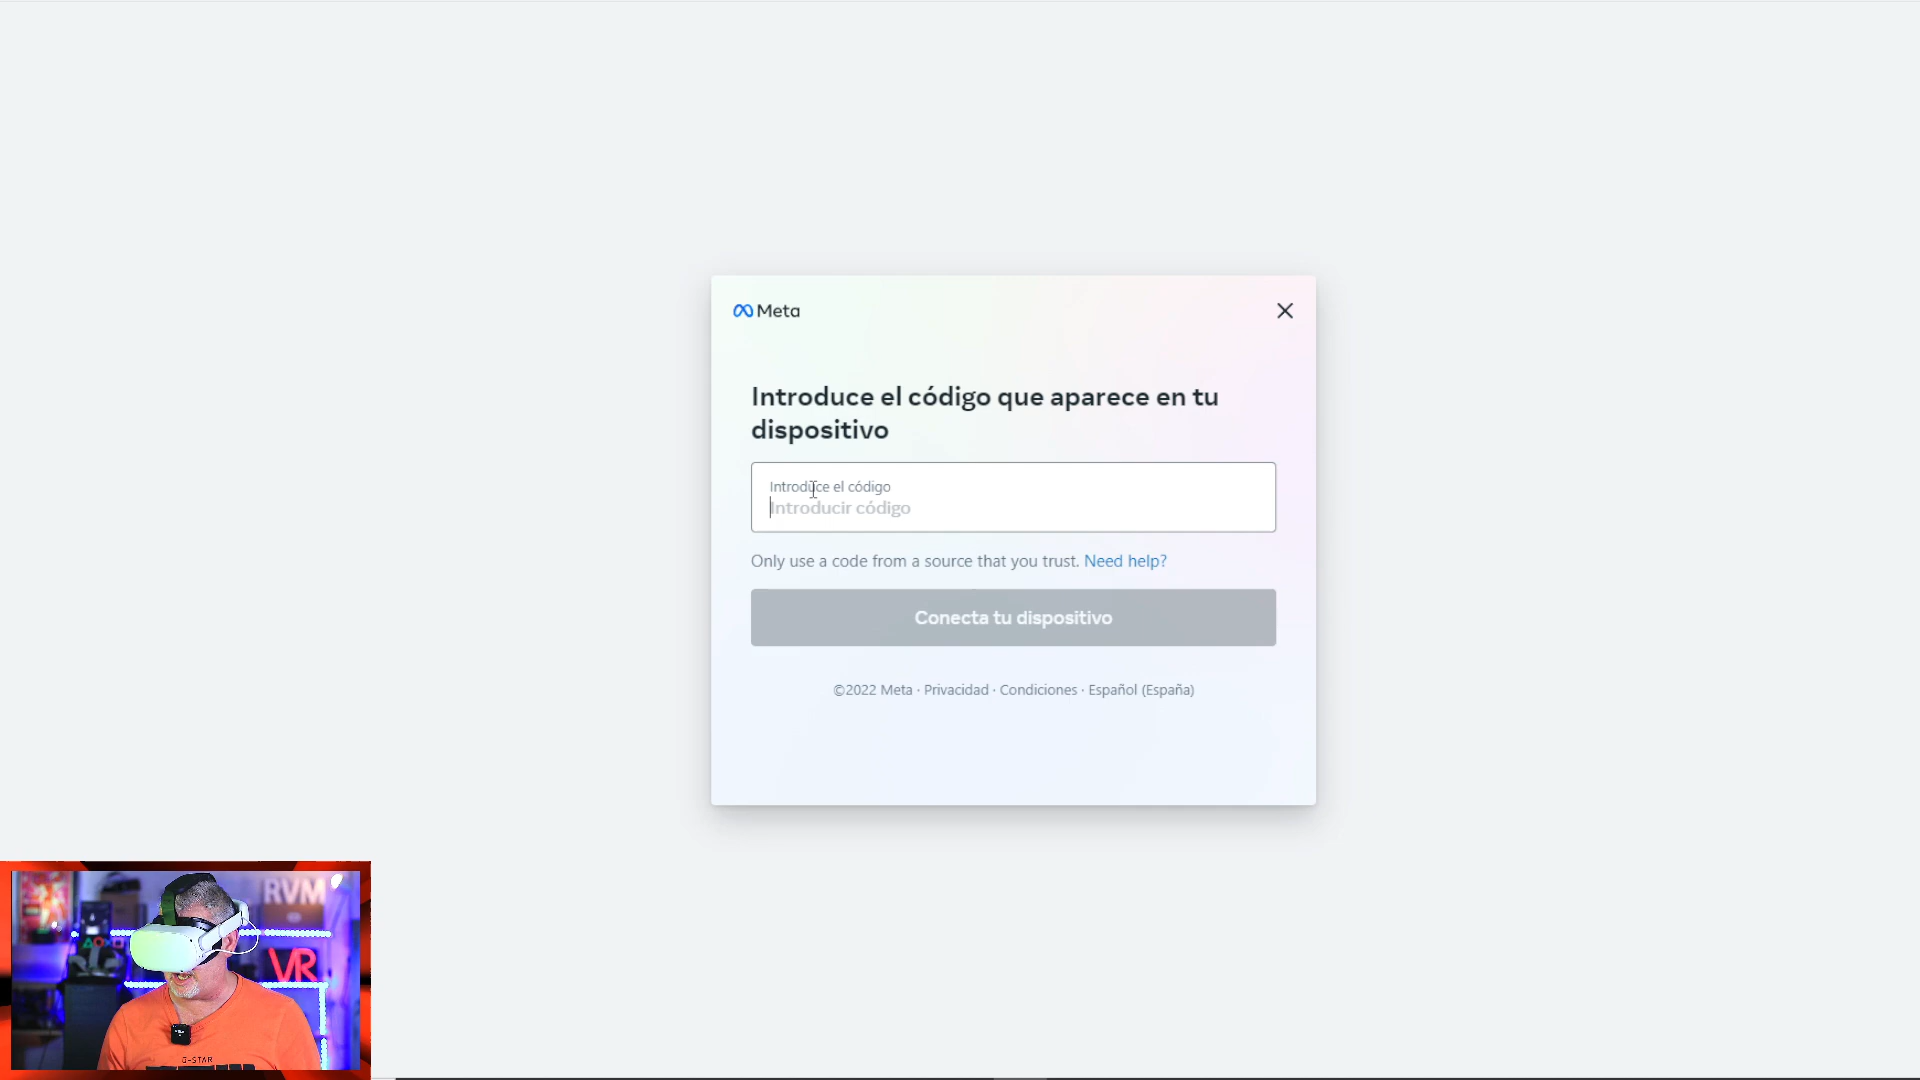 Meta
Introduce el código que aparece en tu
dispositivo
Introduce el código
Introducir código
Only use a code from a source that you trust. Need help?
Conecta tu dispositivo
©2022 Meta · Privacidad · Condiciones · Español (España)
RVM
VR
G-STAR